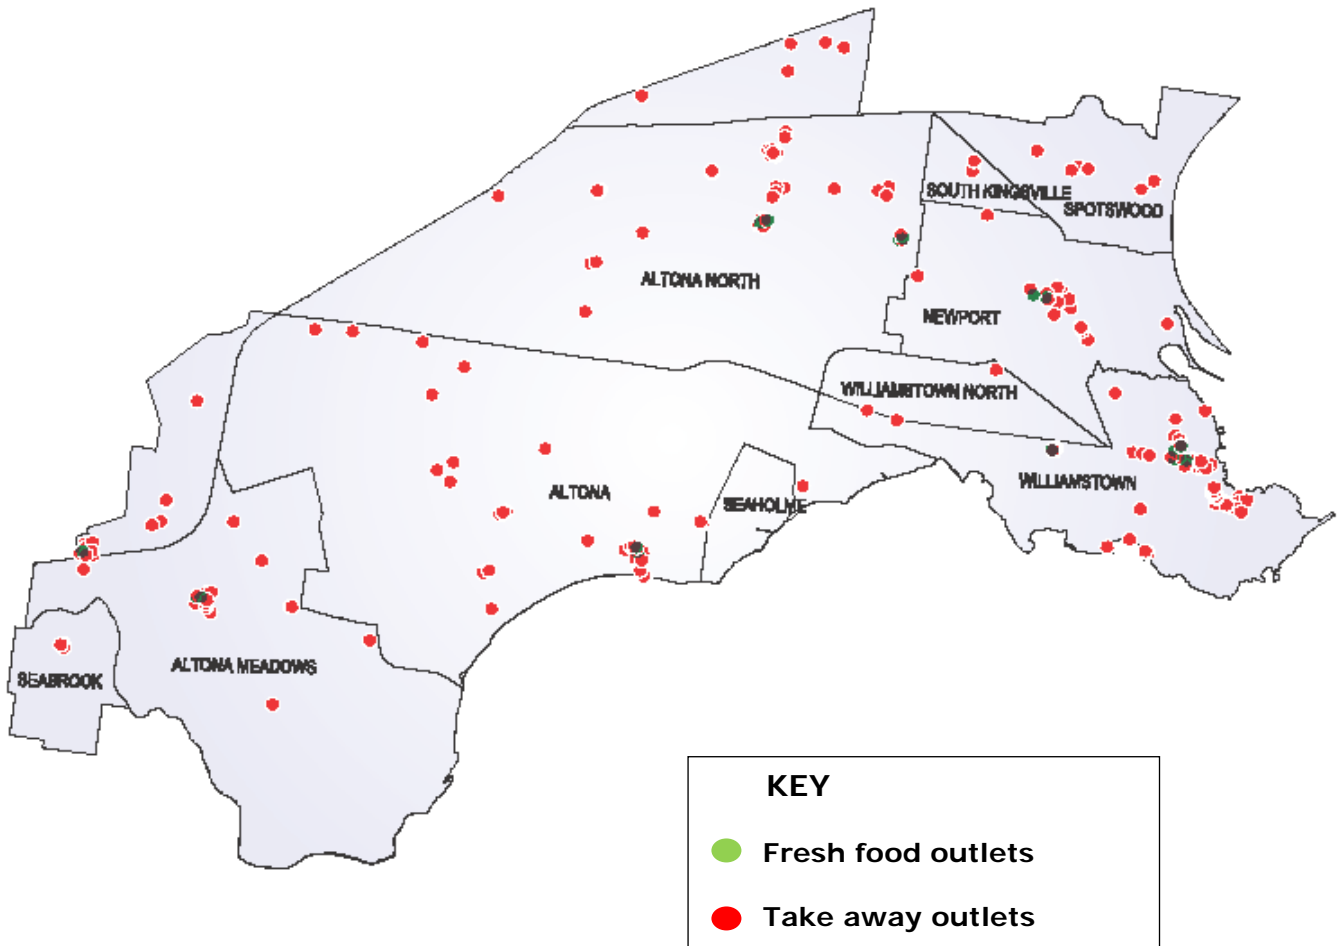 SOUTH KINGSVILLE
SPOTSWOOD
ALTONA NORTH
NEWPORT
WILLIAMSTOWN NORTH
WILLIAMSTOWN
ALTONA
SEAHOLME
ALTONA MEADOWS
SEABROOK
KEY
Fresh food outlets
Take away outlets